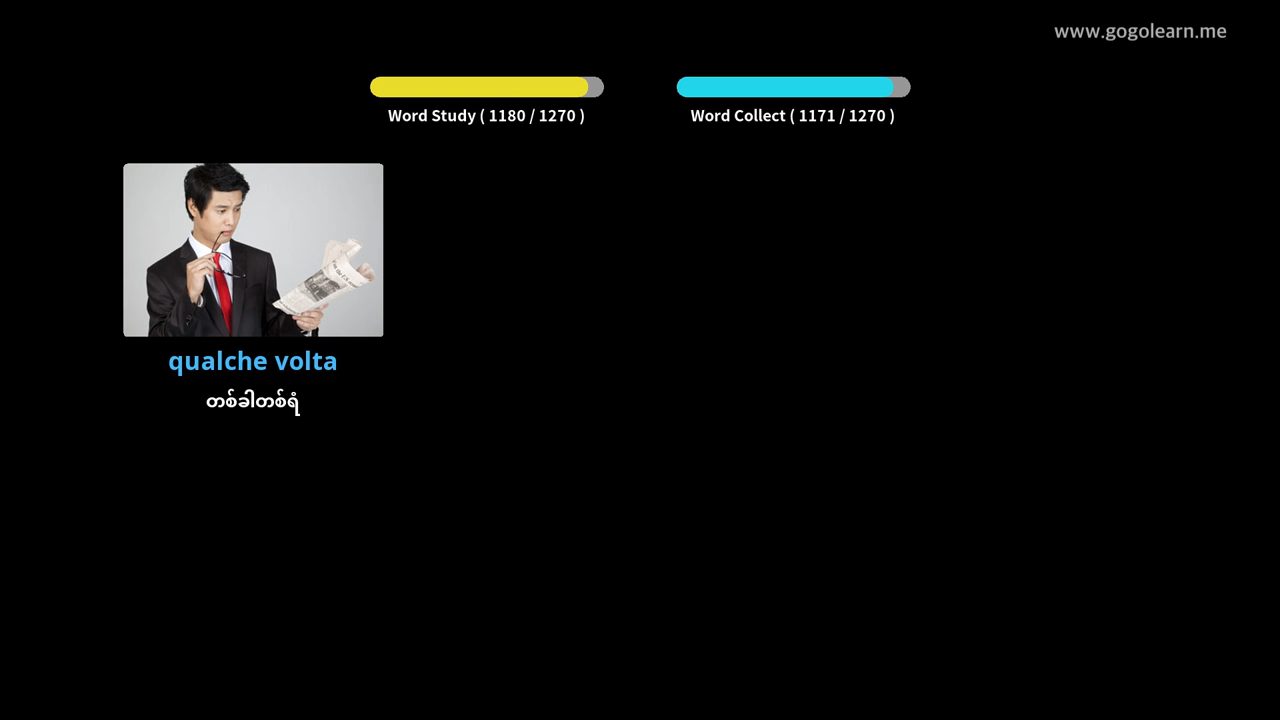 www.gogolearn.me
Word Study ( 1180 / 1270 )
Word Collect ( 1171 / 1270 )
qualche volta
တစ်ခါတစ်ရံ